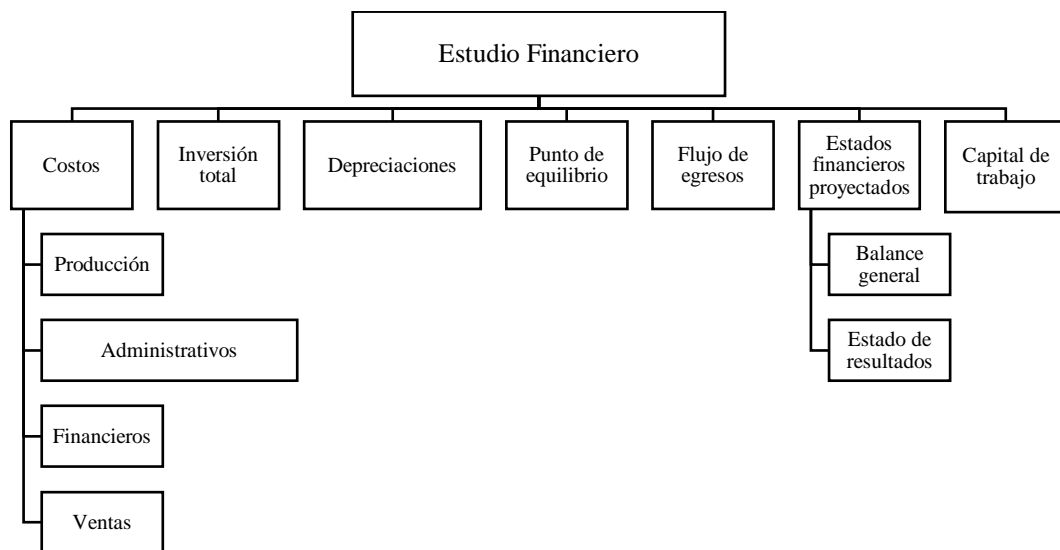 Estudio Financiero
Costos
Inversión
total
Depreciaciones
Punto de
equilibrio
Flujo de
egresos
Estados
financieros
proyectados
Capital de
trabajo
Producción
Administrativos
Financieros
Ventas
Balance
general
Estado de
resultados